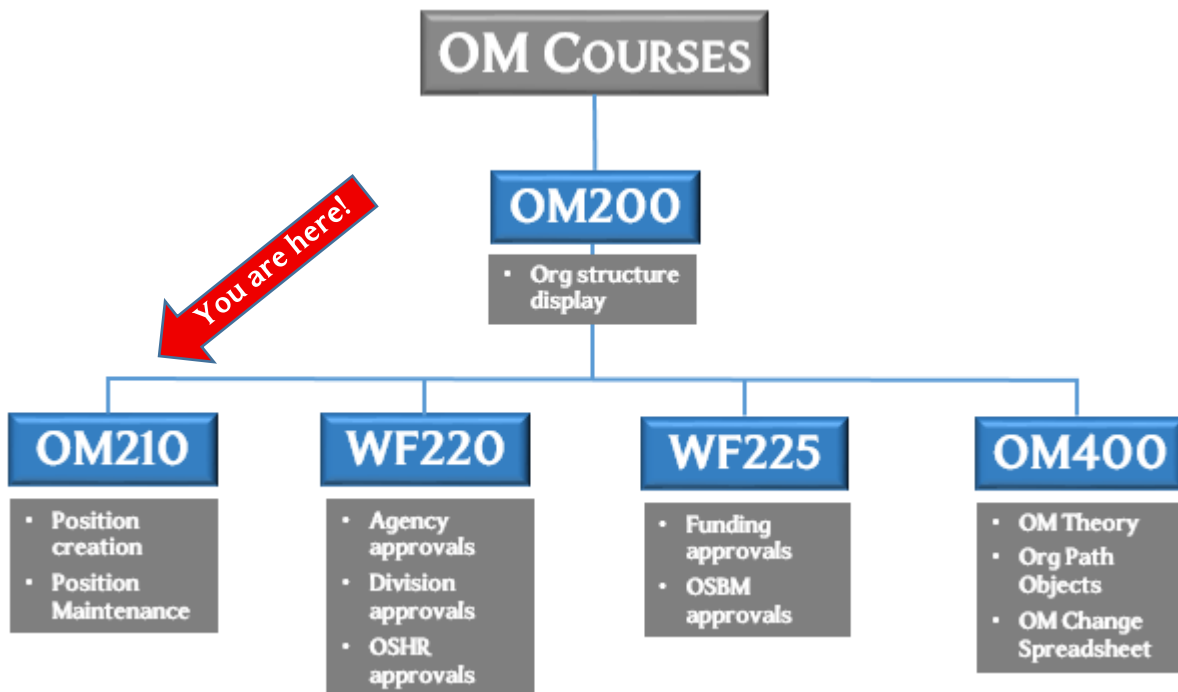 OM COURSES
OM200
• Org structure
display
You are here!
OM210
• Position
creation
• Position
Maintenance
WF220
• Agency
approvals
• Division
approvals
• OSHR
approvals
WF225
• Funding
approvals
• OSBM
approvals
OM400
• OM Theory
• Org Path
Objects
• OM Change
Spreadsheet